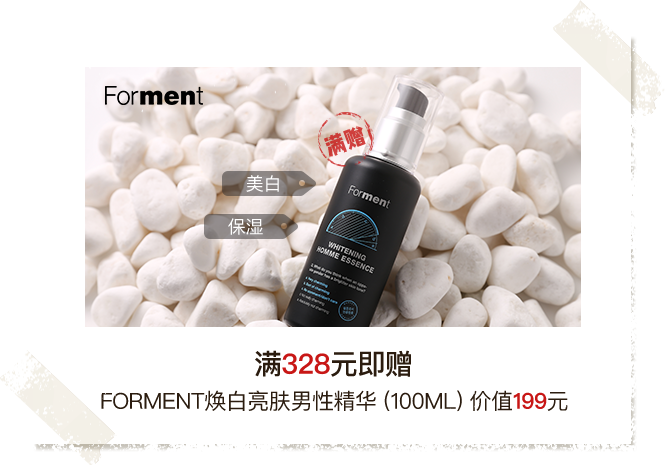 Forment
满赠
美白
保湿
Forment
WHITENING
HOMME ESSENCE
满328元即赠
FORMENT焕白亮肤男性精华 (100ML) 价值199元